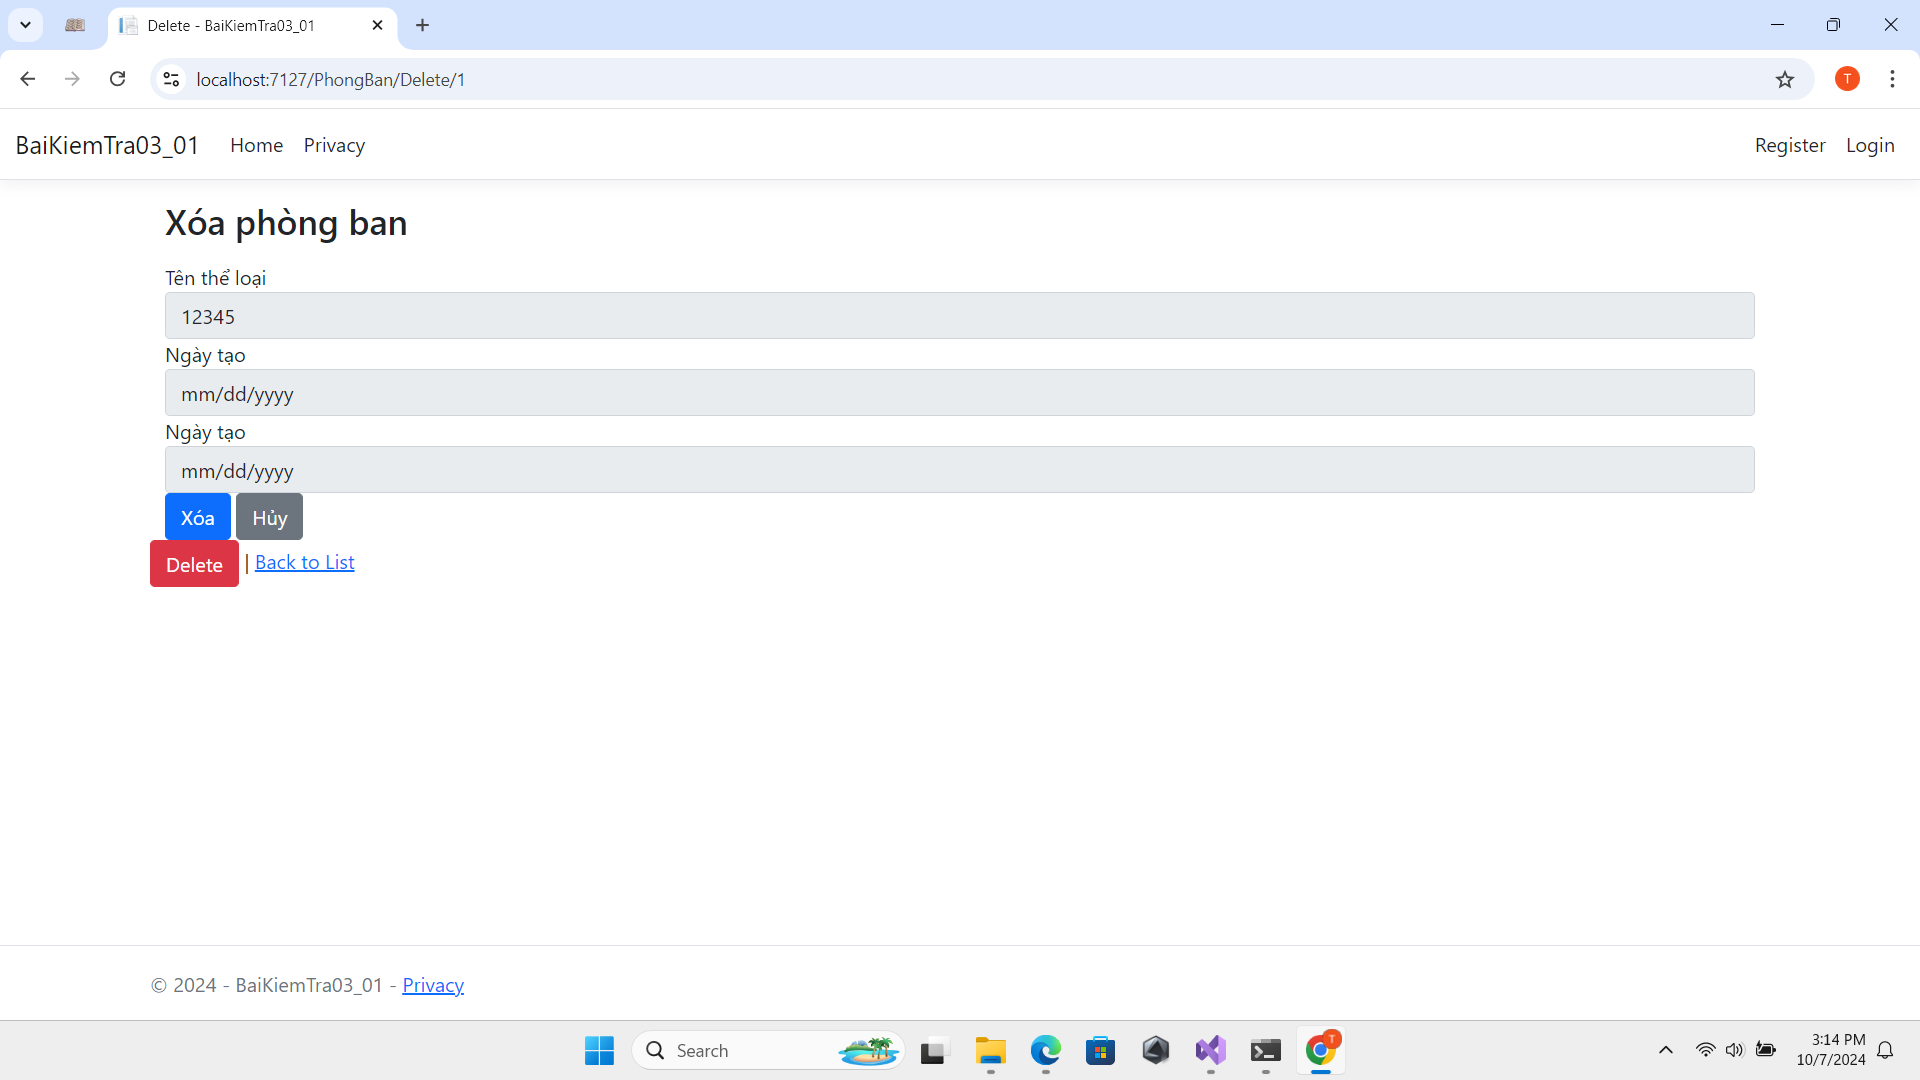 Delete - BaiKiemTra03_01
localhost:7127/PhongBan/Delete/1
T
BaiKiemTra03_01 Home Privacy Register Login
Xóa phòng ban
Tên thể loại
12345
Ngày tạo
mm/dd/yyyy
Ngày tạo
mm/dd/yyyy
Xóa Hủy
Delete | Back to List
© 2024 - BaiKiemTra03_01 - Privacy
Search
T
3:14 PM
10/7/2024